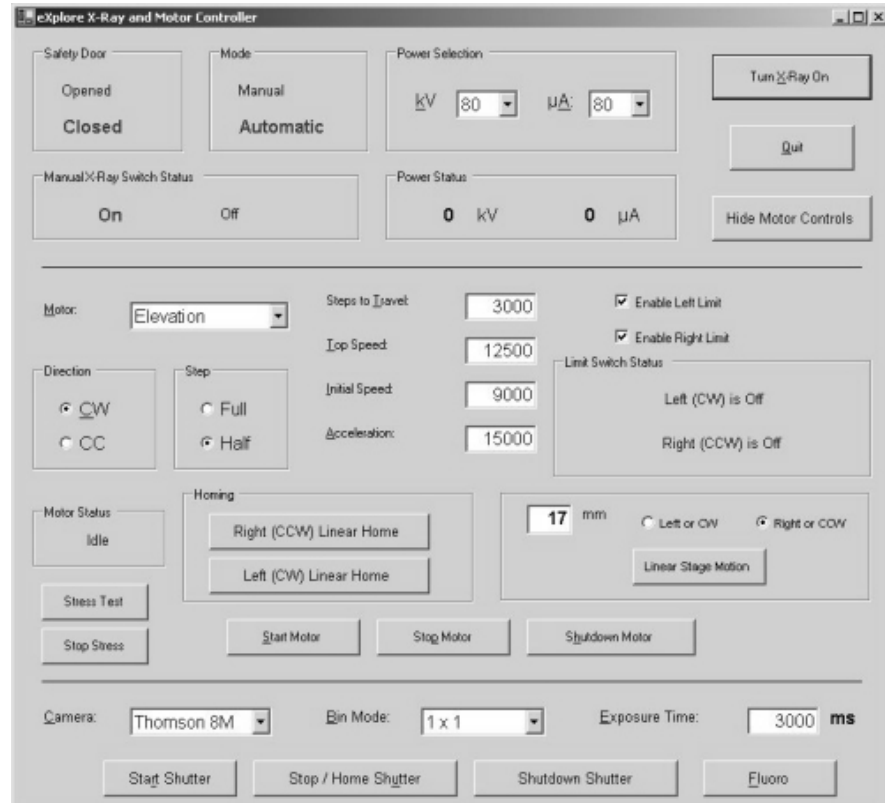 eXplore X-Ray and Motor Controller
Safety Door
Opened
Closed
Mode
Manual
Automatic
Power Selection
kV 80 µA: 80
Turn X-Ray On
Quit
Manual X-Ray Switch Status
On Off
Power Status
0 kV 0 µA
Hide Motor Controls
Motor: Elevation
Steps to Travel: 3000
Top Speed: 12500
Initial Speed: 9000
Acceleration: 15000
Enable Left Limit
Enable Right Limit
Direction
CW
CC
Step
Full
Half
Limit Switch Status
Left (CW) is Off
Right (CCW) is Off
Motor Status
Idle
Homing
Right (CCW) Linear Home
Left (CW) Linear Home
17 mm Left or CW Right or CCW
Linear Stage Motion
Stress Test
Stop Stress
Start Motor Stop Motor Shutdown Motor
Camera: Thomson 8M Bin Mode: 1 x 1 Exposure Time: 3000 ms
Start Shutter Stop / Home Shutter Shutdown Shutter Fluoro